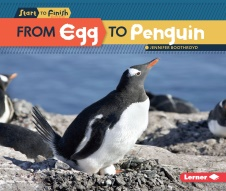 Start to Finish
FROM Egg TO Penguin
JENNIFER BOOTHROYD
Lerner